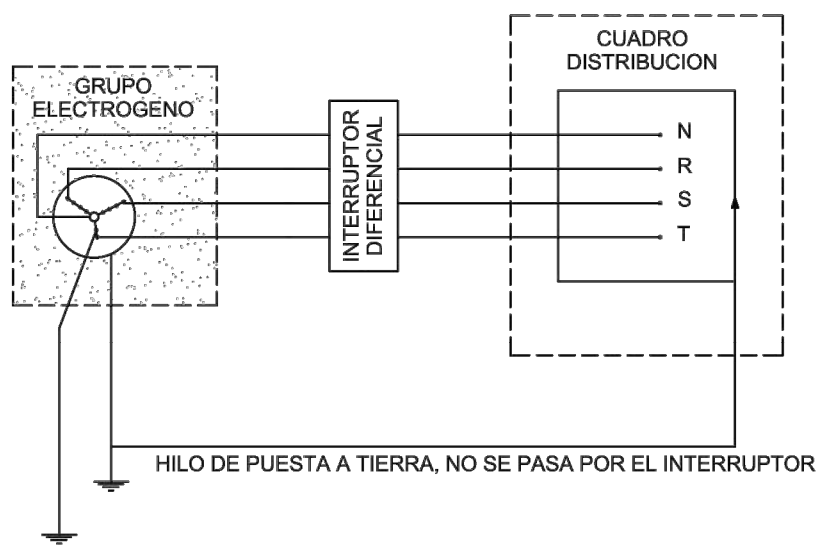 CUADRO
DISTRIBUCION
GRUPO
ELECTROGENO
INTERRUPTOR
DIFERENCIAL
N
R
S
T
HILO DE PUESTA A TIERRA, NO SE PASA POR EL INTERRUPTOR